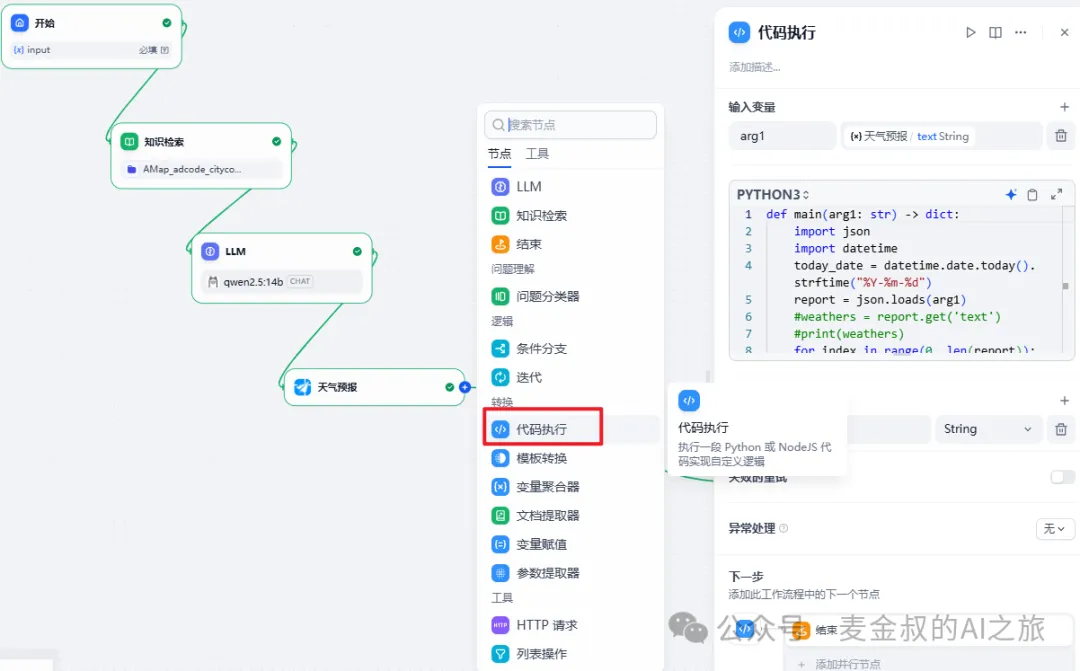 开始
{x} input 必填
知识检索
AMap_adcode_cityco...
LLM
qwen2.5:14b CHAT
天气预报
搜索节点
节点 工具
LLM
知识检索
结束
问题理解
问题分类器
逻辑
条件分支
迭代
转换
代码执行
模板转换
变量聚合器
文档提取器
变量赋值
参数提取器
工具
HTTP 请求
列表操作
代码执行
执行一段 Python 或 NodeJS 代
码实现自定义逻辑
代码执行
添加描述...
输入变量
arg1 {x} 天气预报 / text String
PYTHON3
1 def main(arg1: str) -> dict:
2 import json
3 import datetime
4 today_date = datetime.date.today().
strftime("%Y-%m-%d")
5 report = json.loads(arg1)
6 #weathers = report.get('text')
7 #print(weathers)
8 for index in range(0, len(report)):
String
失败时重试
异常处理 无
下一步
添加此工作流程中的下一个节点
结束
+ 添加并行节点
公众号 麦金叔的AI之旅